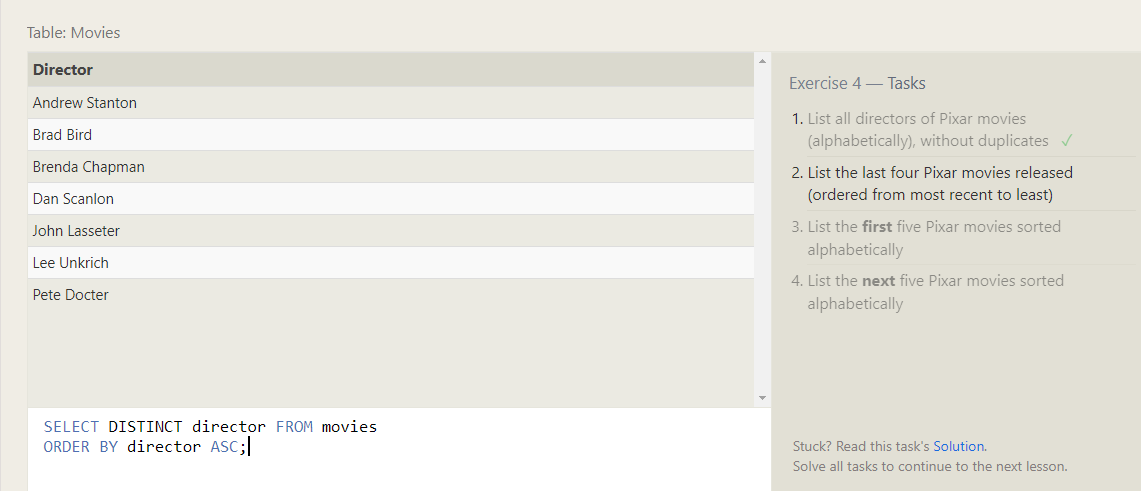 Table: Movies
Director
Andrew Stanton
Brad Bird
Brenda Chapman
Dan Scanlon
John Lasseter
Lee Unkrich
Pete Docter
SELECT DISTINCT director FROM movies
ORDER BY director ASC;
Exercise 4 — Tasks
1. List all directors of Pixar movies
(alphabetically), without duplicates ✓
2. List the last four Pixar movies released
(ordered from most recent to least)
3. List the first five Pixar movies sorted
alphabetically
4. List the next five Pixar movies sorted
alphabetically
Stuck? Read this task's Solution.
Solve all tasks to continue to the next lesson.